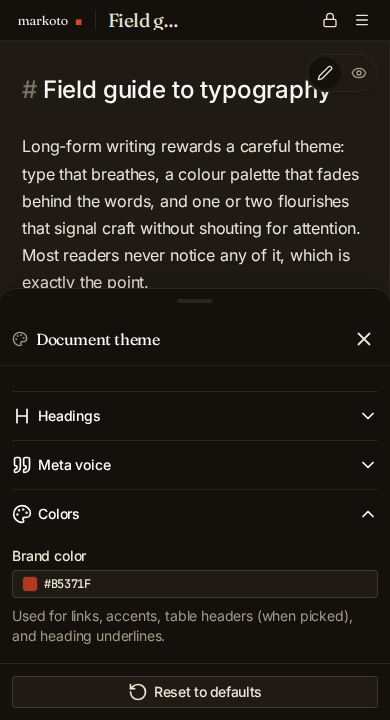 markoto
Field g...
# Field guide to typography
Long-form writing rewards a careful theme:
type that breathes, a colour palette that fades
behind the words, and one or two flourishes
that signal craft without shouting for attention.
Most readers never notice any of it, which is
exactly the point.
Document theme
Headings
Meta voice
Colors
Brand color
#B5371F
Used for links, accents, table headers (when picked),
and heading underlines.
Reset to defaults